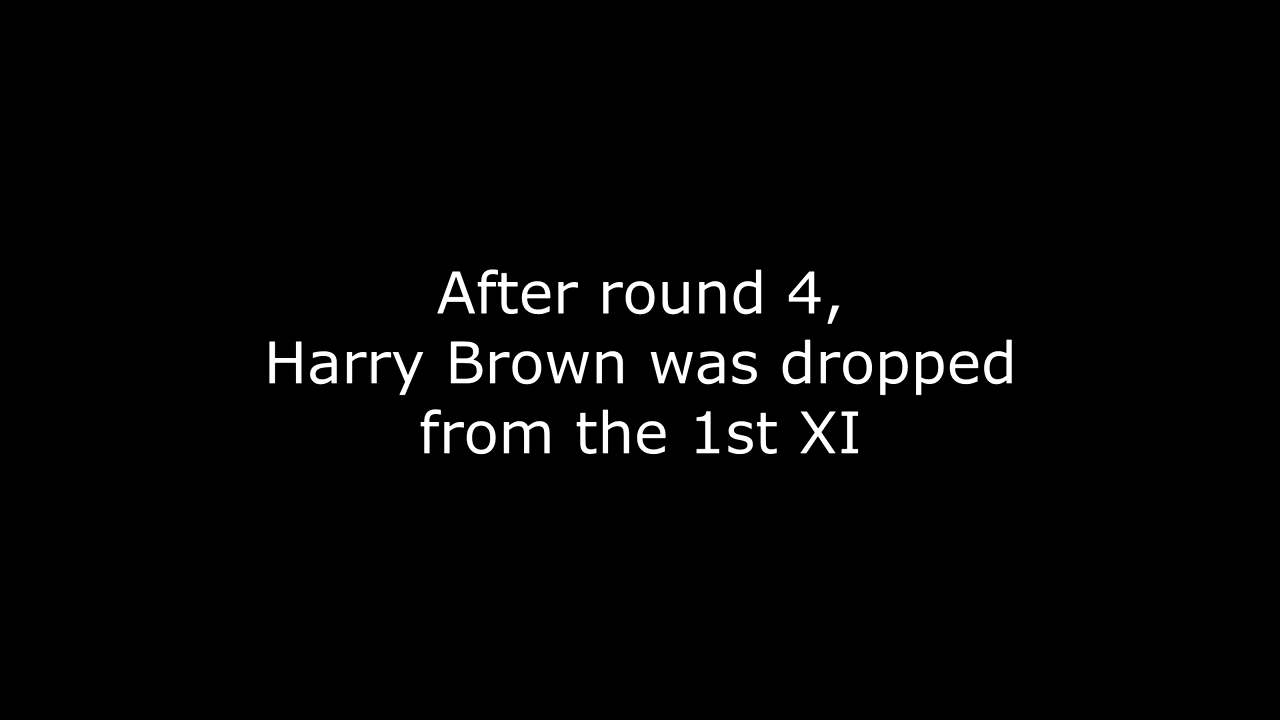 After round 4,
Harry Brown was dropped
from the 1st XI